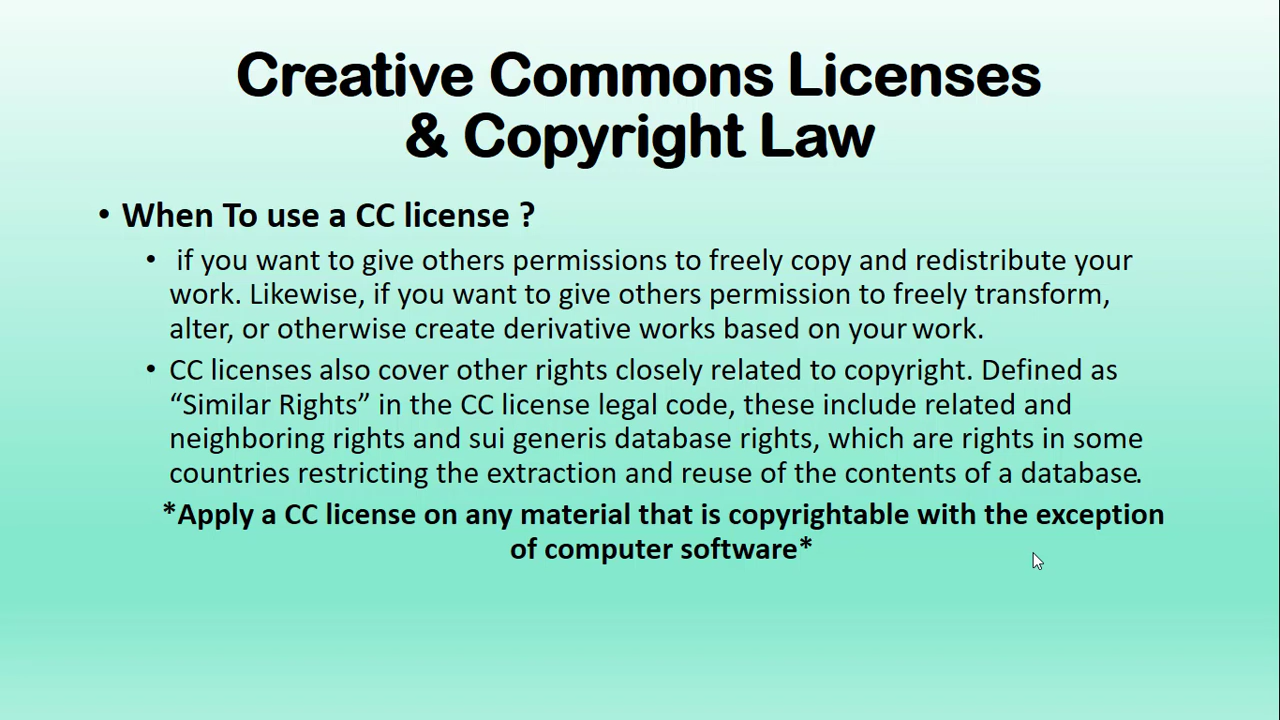 Creative Commons Licenses
& Copyright Law
• When To use a CC license ?
• if you want to give others permissions to freely copy and redistribute your
work. Likewise, if you want to give others permission to freely transform,
alter, or otherwise create derivative works based on your work.
• CC licenses also cover other rights closely related to copyright. Defined as
“Similar Rights” in the CC license legal code, these include related and
neighboring rights and sui generis database rights, which are rights in some
countries restricting the extraction and reuse of the contents of a database.
*Apply a CC license on any material that is copyrightable with the exception
of computer software*